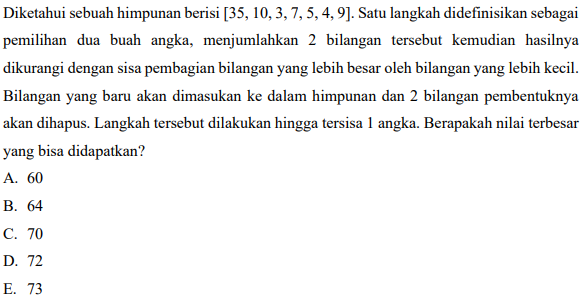 Diketahui sebuah himpunan berisi [35, 10, 3, 7, 5, 4, 9]. Satu langkah didefinisikan sebagai
pemilihan dua buah angka, menjumlahkan 2 bilangan tersebut kemudian hasilnya
dikurangi dengan sisa pembagian bilangan yang lebih besar oleh bilangan yang lebih kecil.
Bilangan yang baru akan dimasukan ke dalam himpunan dan 2 bilangan pembentuknya
akan dihapus. Langkah tersebut dilakukan hingga tersisa 1 angka. Berapakah nilai terbesar
yang bisa didapatkan?
A. 60
B. 64
C. 70
D. 72
E. 73